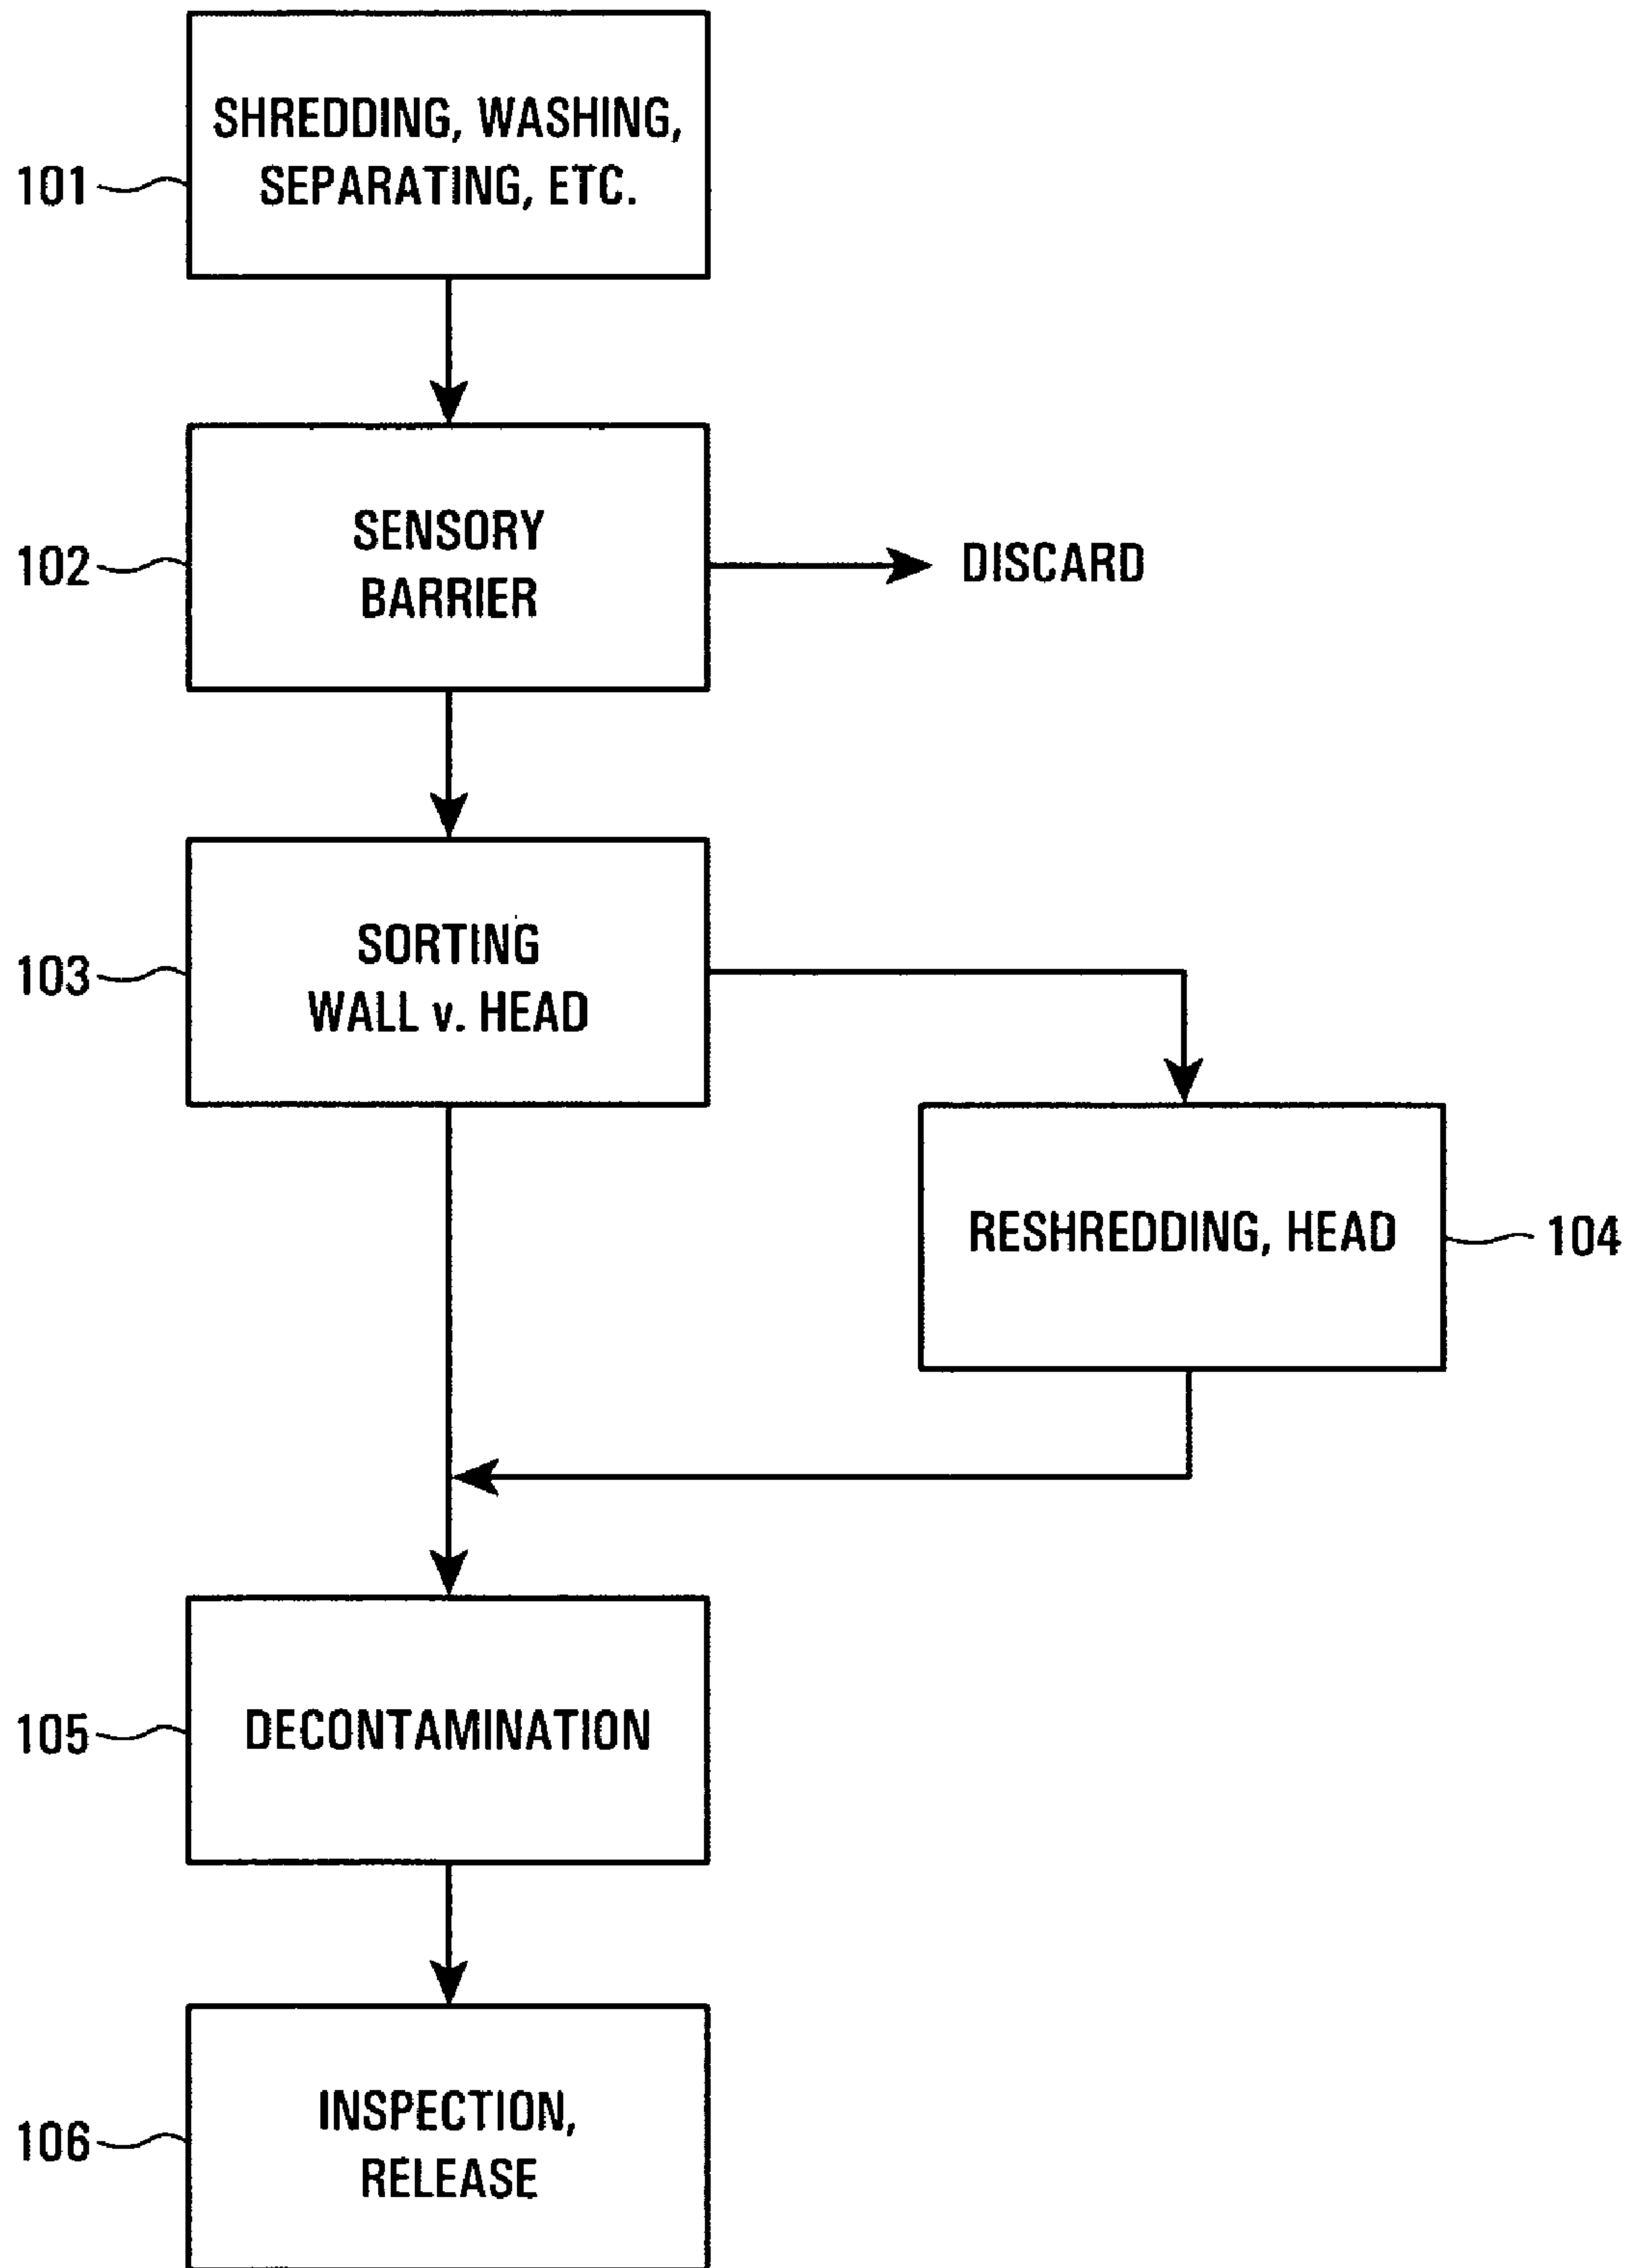 SHREDDING, WASHING,
SEPARATING, ETC.
101
SENSORY
BARRIER
102
DISCARD
SORTING
WALL v. HEAD
103
RESHREDDING, HEAD
104
DECONTAMINATION
105
INSPECTION,
RELEASE
106